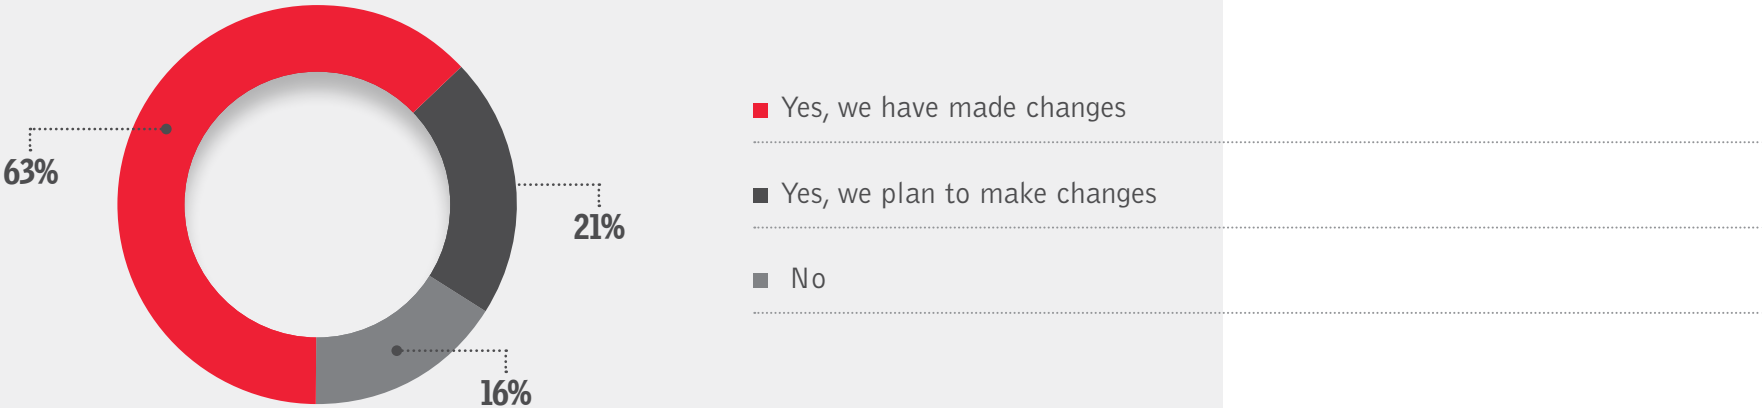 63%
21%
16%
Yes, we have made changes
Yes, we plan to make changes
No